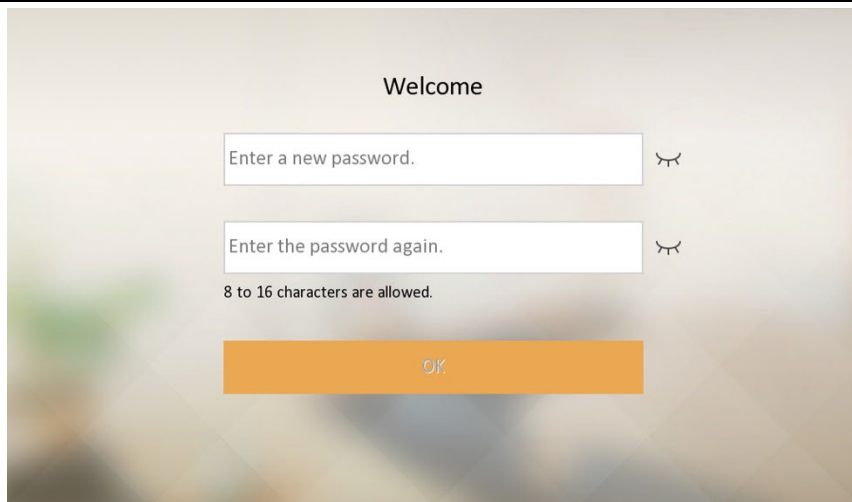 Welcome
Enter a new password.
Enter the password again.
8 to 16 characters are allowed.
OK